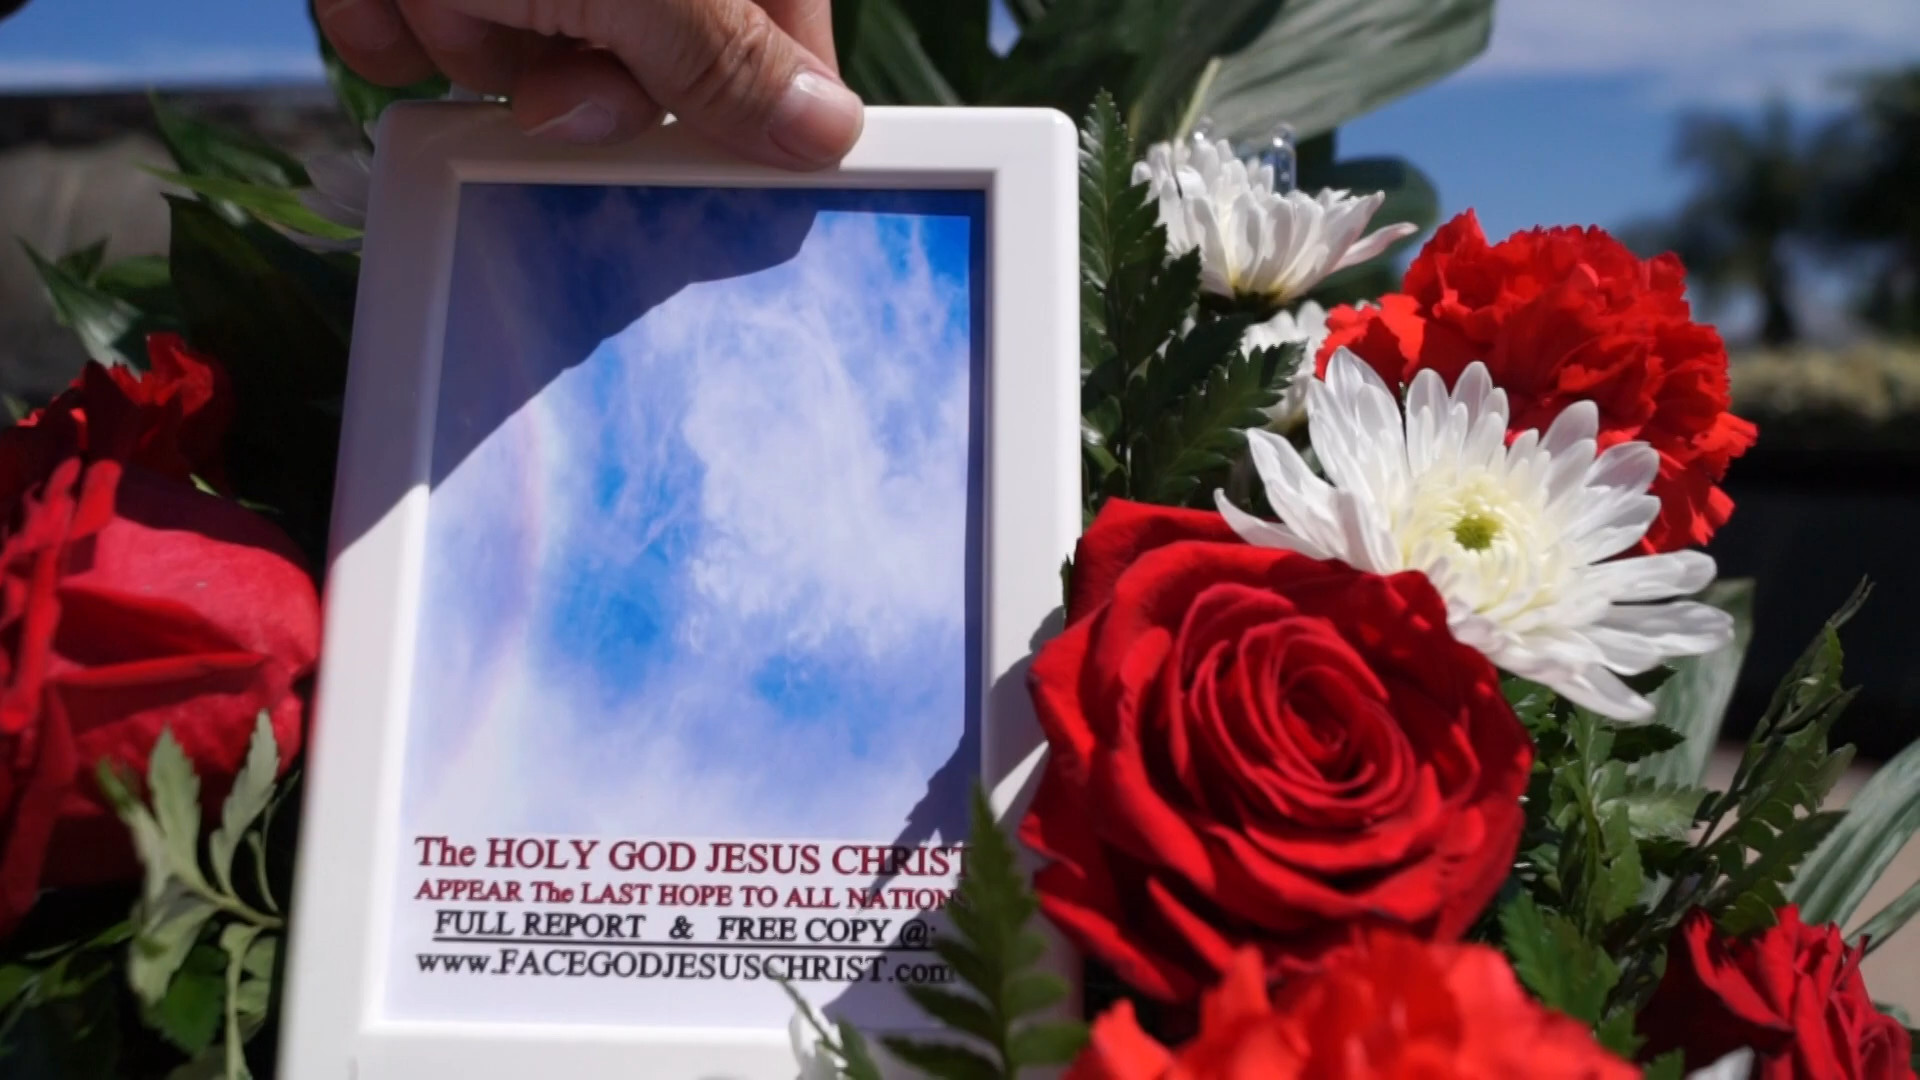 The HOLY GOD JESUS CHRIST
APPEAR The LAST HOPE TO ALL NATIONS
FULL REPORT & FREE COPY @:
www.FACEGODJESUSCHRIST.com